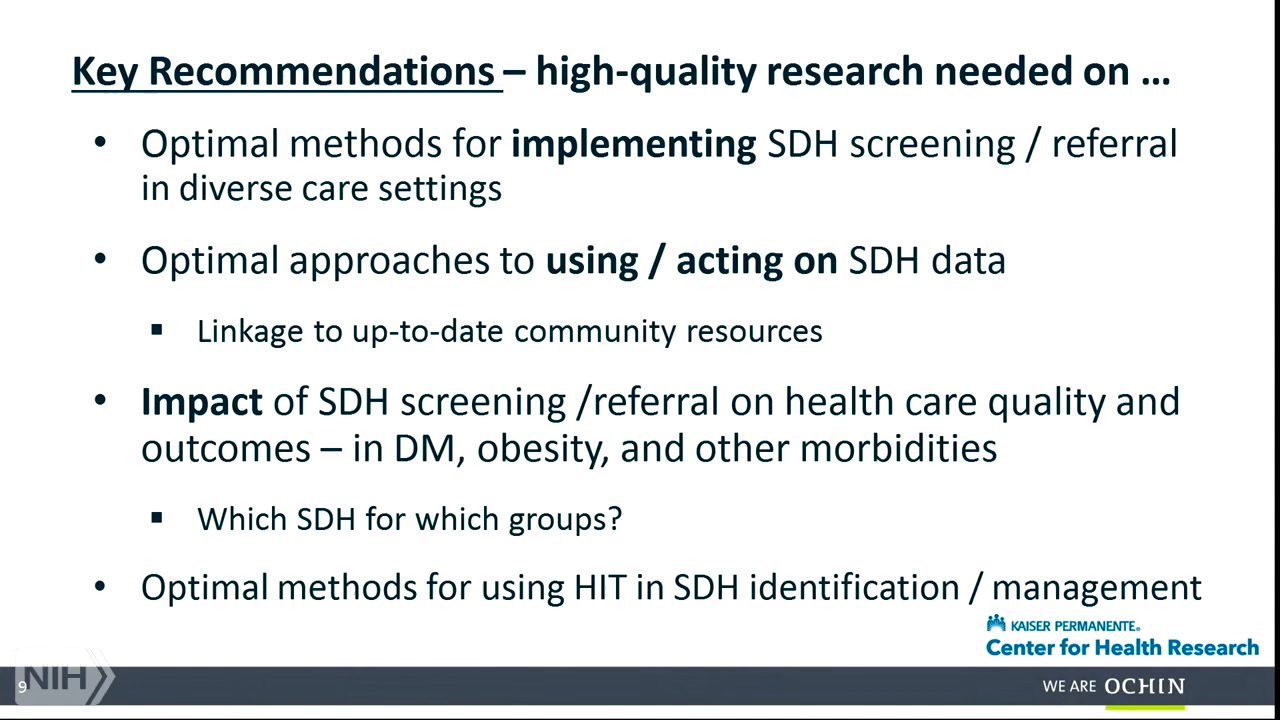 Key Recommendations – high-quality research needed on …
• Optimal methods for implementing SDH screening / referral
in diverse care settings
• Optimal approaches to using / acting on SDH data
▪ Linkage to up-to-date community resources
• Impact of SDH screening /referral on health care quality and
outcomes – in DM, obesity, and other morbidities
▪ Which SDH for which groups?
• Optimal methods for using HIT in SDH identification / management
KAISER PERMANENTE®
Center for Health Research
9
NIH
WE ARE OCHIN